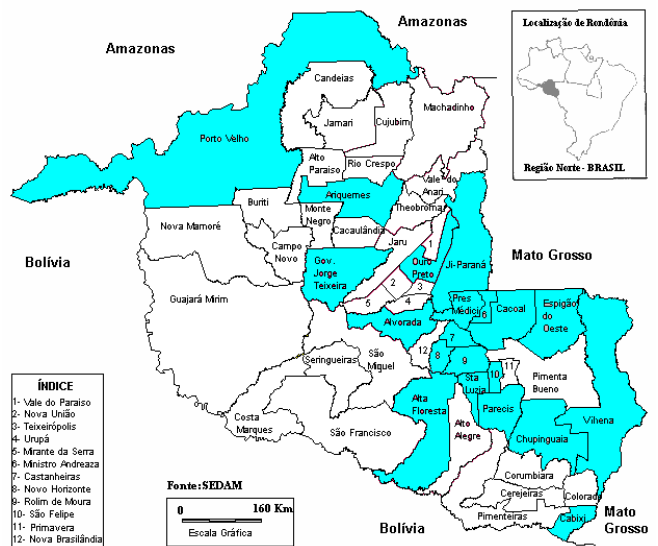 Amazonas
Amazonas
Localização de Rondônia
Região Norte - BRASIL
Candeias
Machadinho
Jamari
Cujubim
Porto Velho
Alto
Paraiso
Rio Crespo
Vale do
Anari
Ariquemes
Buriti
Monte
Negro
Theobroma
Nova Mamoré
Cacaulândia
Jaru
1
Campo
Novo
Bolívia
Gov.
Jorge
Teixeira
Ouro
Preto
Ji-Paraná
Mato Grosso
2
3
Guajará Mirim
5
4
Pres
Médici
6
Cacoal
Espigão
do
Oeste
Alvorada
7
12
8
9
Seringueiras
São
Miguel
Sta
Luzia
10
11
Pimenta
Bueno
Alta
Floresta
Parecis
Vihena
Costa
Marques
São Francisco
Alto
Alegre
Chupinguaia
Corumbiara
Cerejeiras
Colorado
Pimenteiras
Cabixi
Mato
Grosso
Bolívia
ÍNDICE
1- Vale do Paraiso
2- Nova União
3- Teixeirópolis
4- Urupá
5- Mirante da Serra
6- Ministro Andreaza
7- Castanheiras
8- Novo Horizonte
9- Rolim de Moura
10- São Felipe
11- Primavera
12- Nova Brasilândia
Fonte:SEDAM
0 160 Km
Escala Gráfica